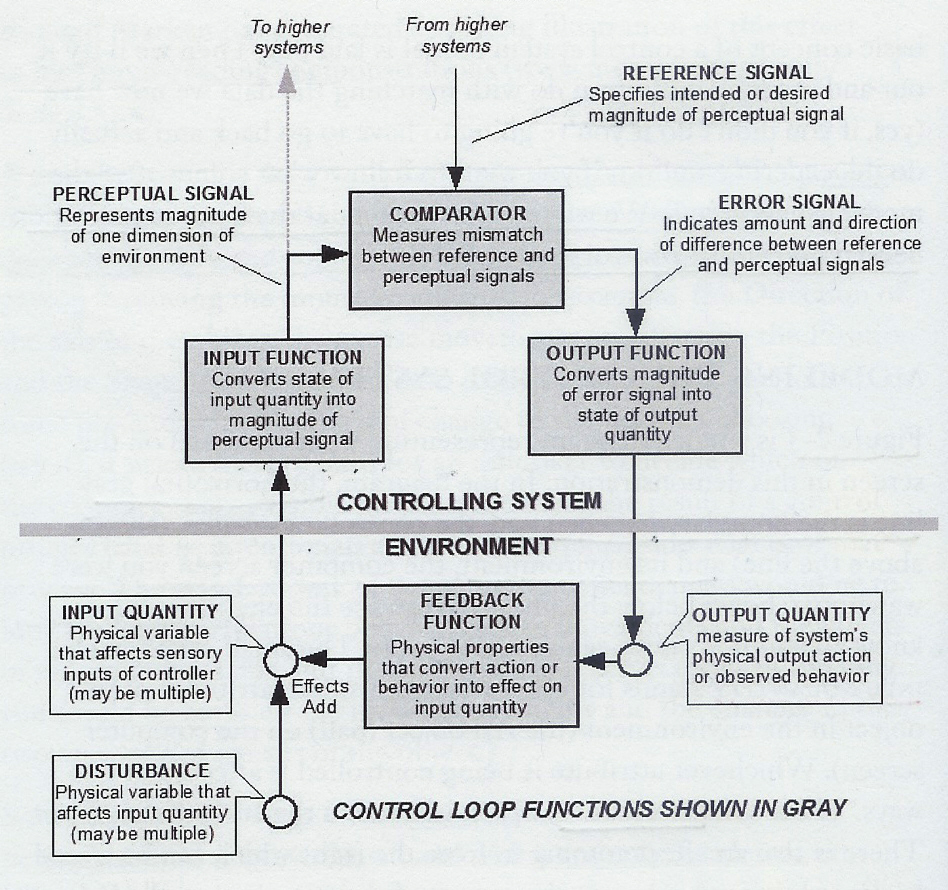 To higher
systems
From higher
systems
REFERENCE SIGNAL
Specifies intended or desired
magnitude of perceptual signal
PERCEPTUAL SIGNAL
Represents magnitude
of one dimension of
environment
COMPARATOR
Measures mismatch
between reference and
perceptual signals
ERROR SIGNAL
Indicates amount and direction
of difference between reference
and perceptual signals
INPUT FUNCTION
Converts state of
input quantity into
magnitude of
perceptual signal
OUTPUT FUNCTION
Converts magnitude
of error signal into
state of output
quantity
CONTROLLING SYSTEM
ENVIRONMENT
INPUT QUANTITY
Physical variable
that affects sensory
inputs of controller
(may be multiple)
Effects
Add
FEEDBACK
FUNCTION
Physical properties
that convert action or
behavior into effect on
input quantity
OUTPUT QUANTITY
measure of system's
physical output action
or observed behavior
DISTURBANCE
Physical variable that
affects input quantity
(may be multiple)
CONTROL LOOP FUNCTIONS SHOWN IN GRAY